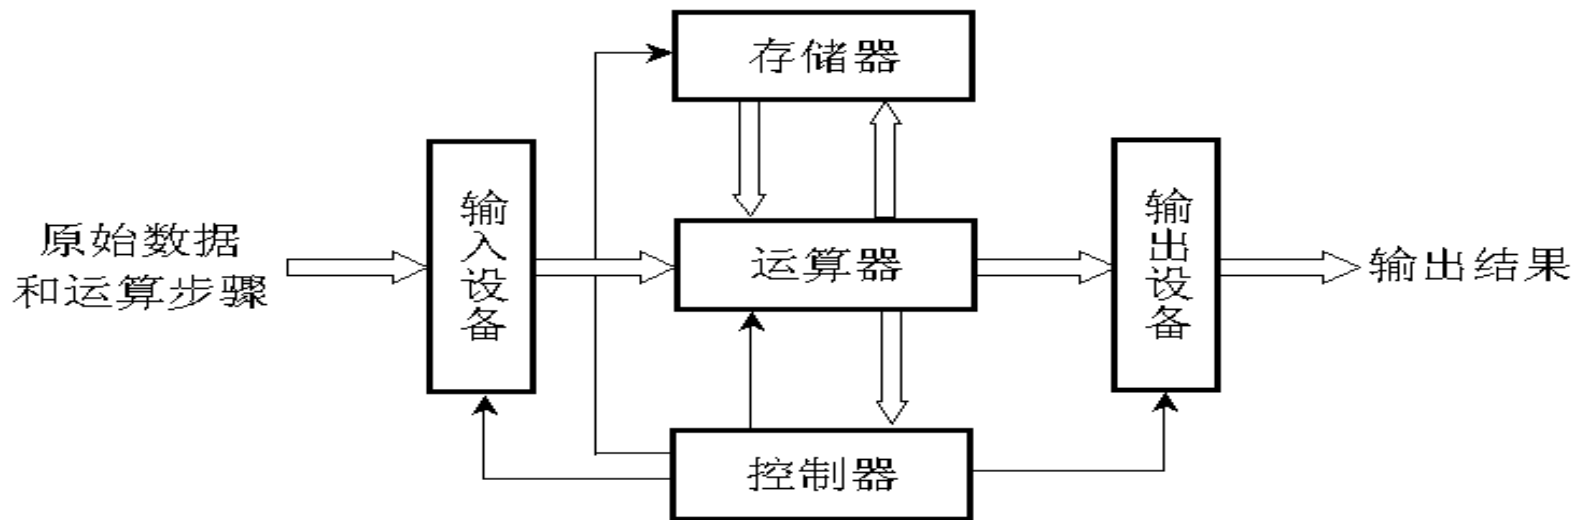 存储器
原始数据
和运算步骤
输入设备
运算器
输出设备
输出结果
控制器